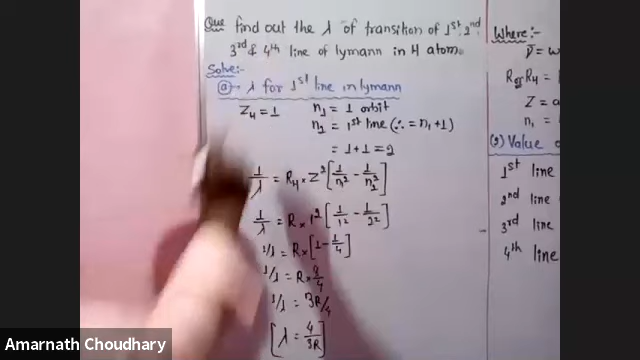 Que find out the λ of transition of 1st, 2nd,
3rd & 4th line of lymann in H atom.
Solve:-
(a) → λ for 1st line in lymann
Z_H = 1 n₁ = 1 orbit
n₂ = 1st line (∴ = n₁ + 1)
= 1 + 1 = 2
1/λ = R_H × Z² [1/n₁² - 1/n₂²]
1/λ = R × 1² [1/1² - 1/2²]
1/λ = R × [1 - 1/4]
1/λ = R ×
1/λ = 3R/4
[λ = 4/3R]
Where:-
ν̄ = w
R_H =
Z = a
n₁ =
(2) Value o
1st line
2nd line
3rd line
4th line
Amarnath Choudhary